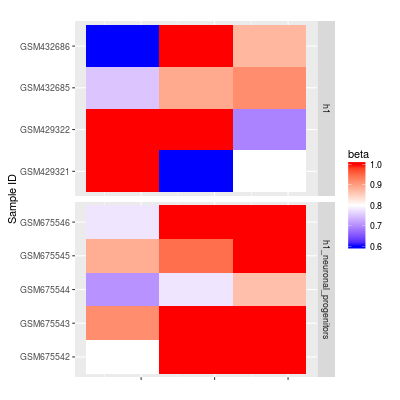 GSM432686
GSM432685
GSM429322
GSM429321
h1
GSM675546
GSM675545
GSM675544
GSM675543
GSM675542
h1_neuronal_progenitors
Sample ID
beta
1.0
0.9
0.8
0.7
0.6